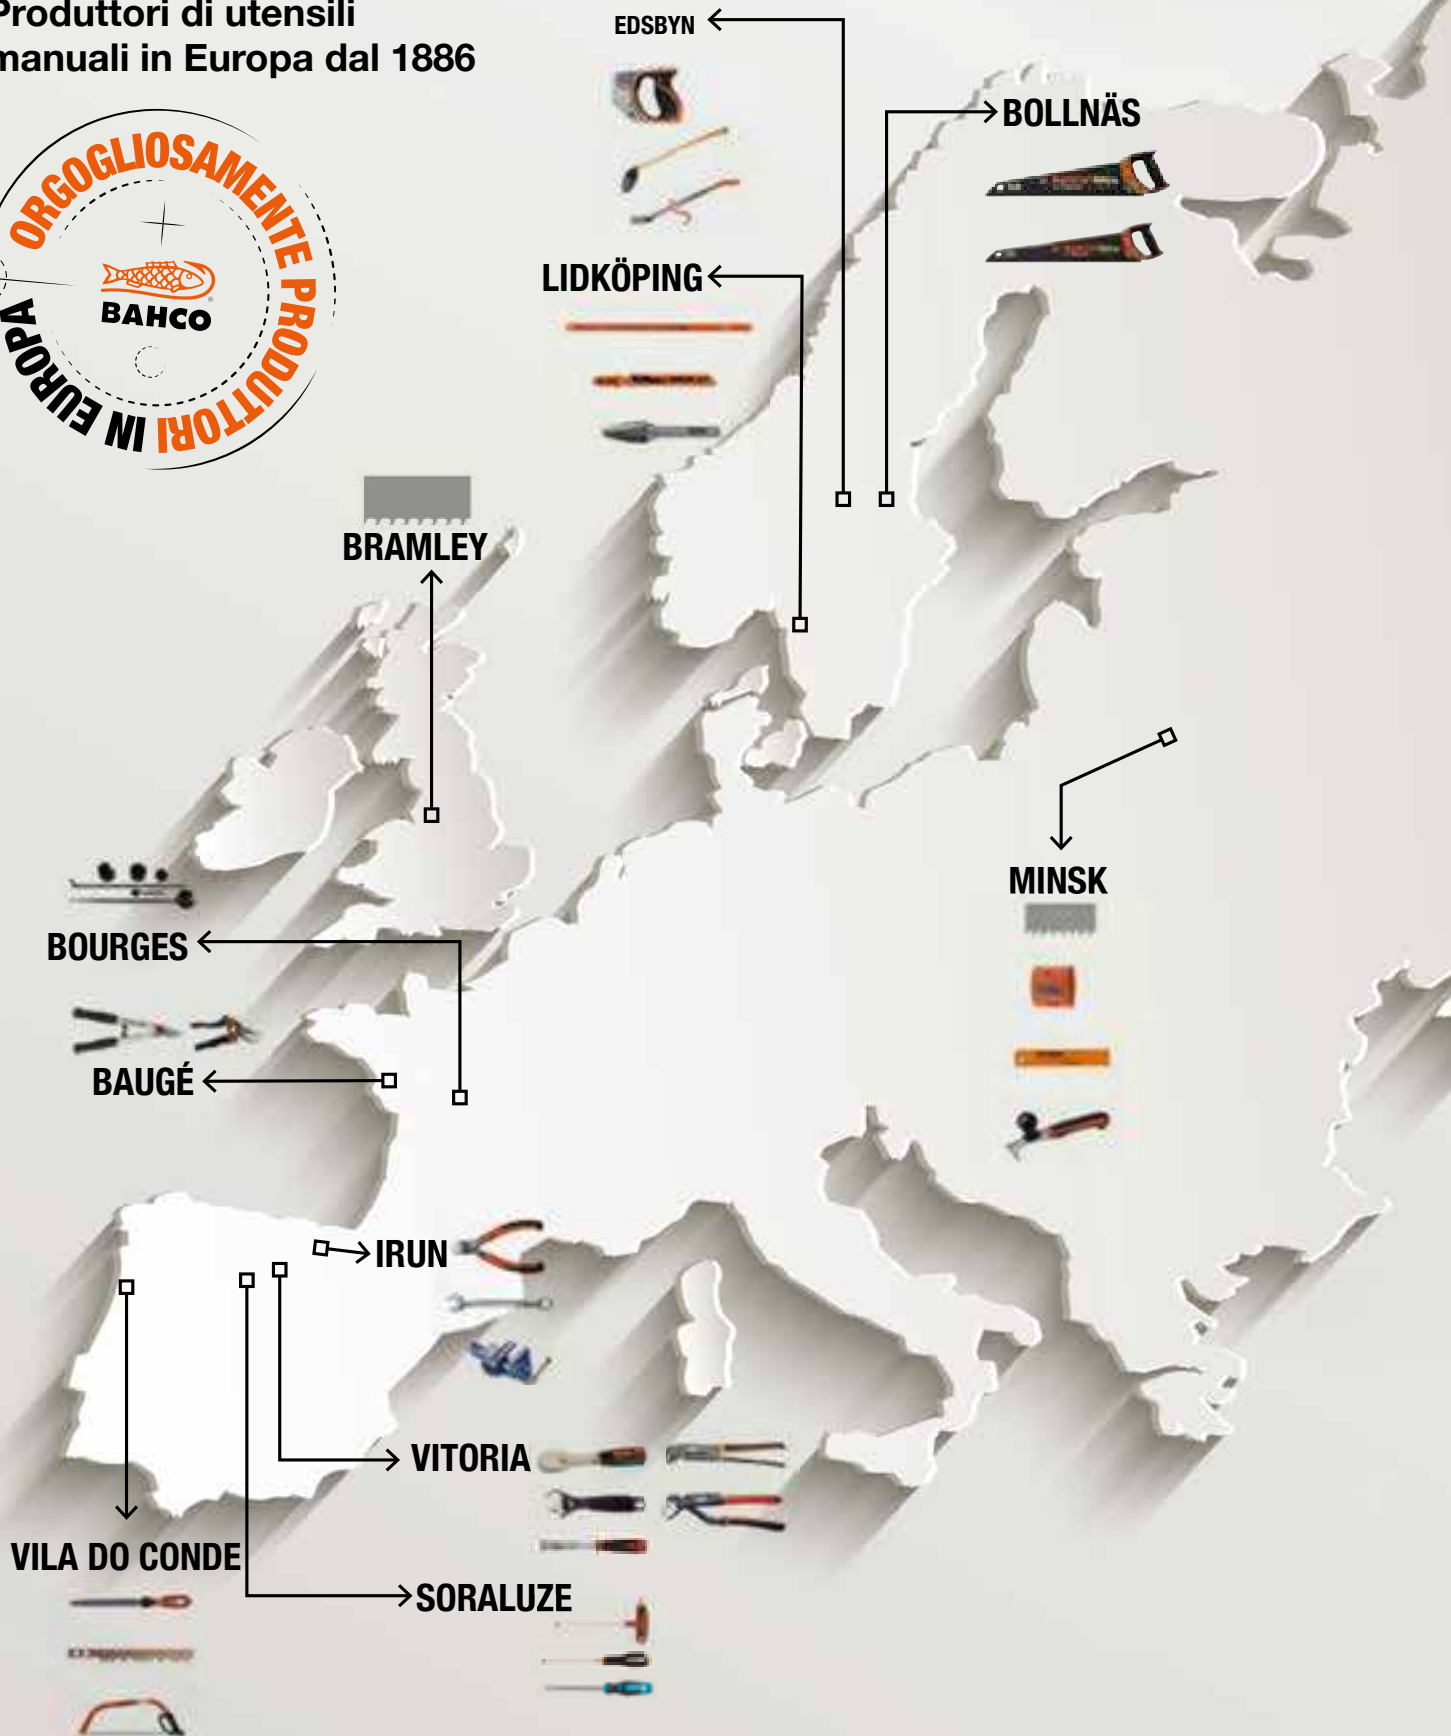 Produttori di utensili
manuali in Europa dal 1886
ORGOGLIOSAMENTE PRODUTTORI IN EUROPA
BAHCO
®
EDSBYN
BOLLNÄS
LIDKÖPING
BRAMLEY
MINSK
BOURGES
BAUGÉ
IRUN
VITORIA
VILA DO CONDE
SORALUZE